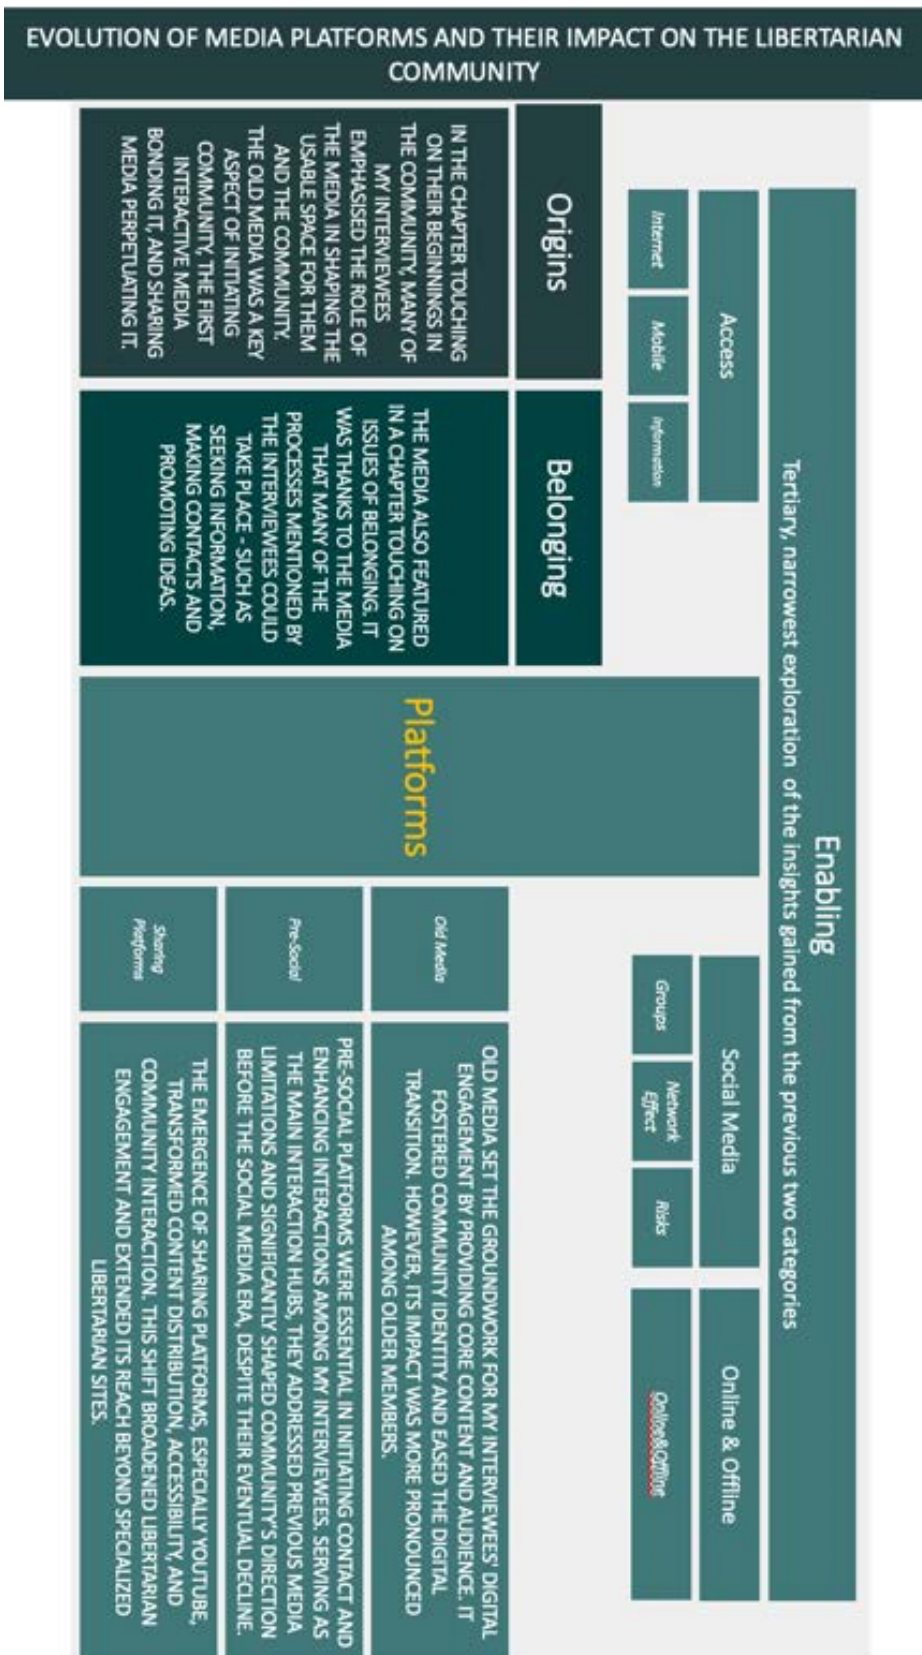 EVOLUTION OF MEDIA PLATFORMS AND THEIR IMPACT ON THE LIBERTARIAN
COMMUNITY
Enabling
Tertiary, narrowest exploration of the insights gained from the previous two categories
Access
Internet
Mobile
Information
Platforms
Social Media
Groups
Network
Effect
Risks
Online & Offline
Online&Offline
Origins
IN THE CHAPTER TOUCHING
ON THEIR BEGINNINGS IN
THE COMMUNITY, MANY OF
MY INTERVIEWEES
EMPHASISED THE ROLE OF
THE MEDIA IN SHAPING THE
USABLE SPACE FOR THEM
AND THE COMMUNITY.
THE OLD MEDIA WAS A KEY
ASPECT OF INITIATING
COMMUNITY, THE FIRST
INTERACTIVE MEDIA
BONDING IT, AND SHARING
MEDIA PERPETUATING IT.
Belonging
THE MEDIA ALSO FEATURED
IN A CHAPTER TOUCHING ON
ISSUES OF BELONGING. IT
WAS THANKS TO THE MEDIA
THAT MANY OF THE
PROCESSES MENTIONED BY
THE INTERVIEWEES COULD
TAKE PLACE - SUCH AS
SEEKING INFORMATION,
MAKING CONTACTS AND
PROMOTING IDEAS.
Old Media
OLD MEDIA SET THE GROUNDWORK FOR MY INTERVIEWEES' DIGITAL
ENGAGEMENT BY PROVIDING CORE CONTENT AND AUDIENCE. IT
FOSTERED COMMUNITY IDENTITY AND EASED THE DIGITAL
TRANSITION. HOWEVER, ITS IMPACT WAS MORE PRONOUNCED
AMONG OLDER MEMBERS.
Pre-Social
PRE-SOCIAL PLATFORMS WERE ESSENTIAL IN INITIATING CONTACT AND
ENHANCING INTERACTIONS AMONG MY INTERVIEWEES. SERVING AS
THE MAIN INTERACTION HUBS, THEY ADDRESSED PREVIOUS MEDIA
LIMITATIONS AND SIGNIFICANTLY SHAPED COMMUNITY'S DIRECTION
BEFORE THE SOCIAL MEDIA ERA, DESPITE THEIR EVENTUAL DECLINE.
Sharing
Platforms
THE EMERGENCE OF SHARING PLATFORMS, ESPECIALLY YOUTUBE,
TRANSFORMED CONTENT DISTRIBUTION, ACCESSIBILITY, AND
COMMUNITY INTERACTION. THIS SHIFT BROADENED LIBERTARIAN
ENGAGEMENT AND EXTENDED ITS REACH BEYOND SPECIALIZED
LIBERTARIAN SITES.